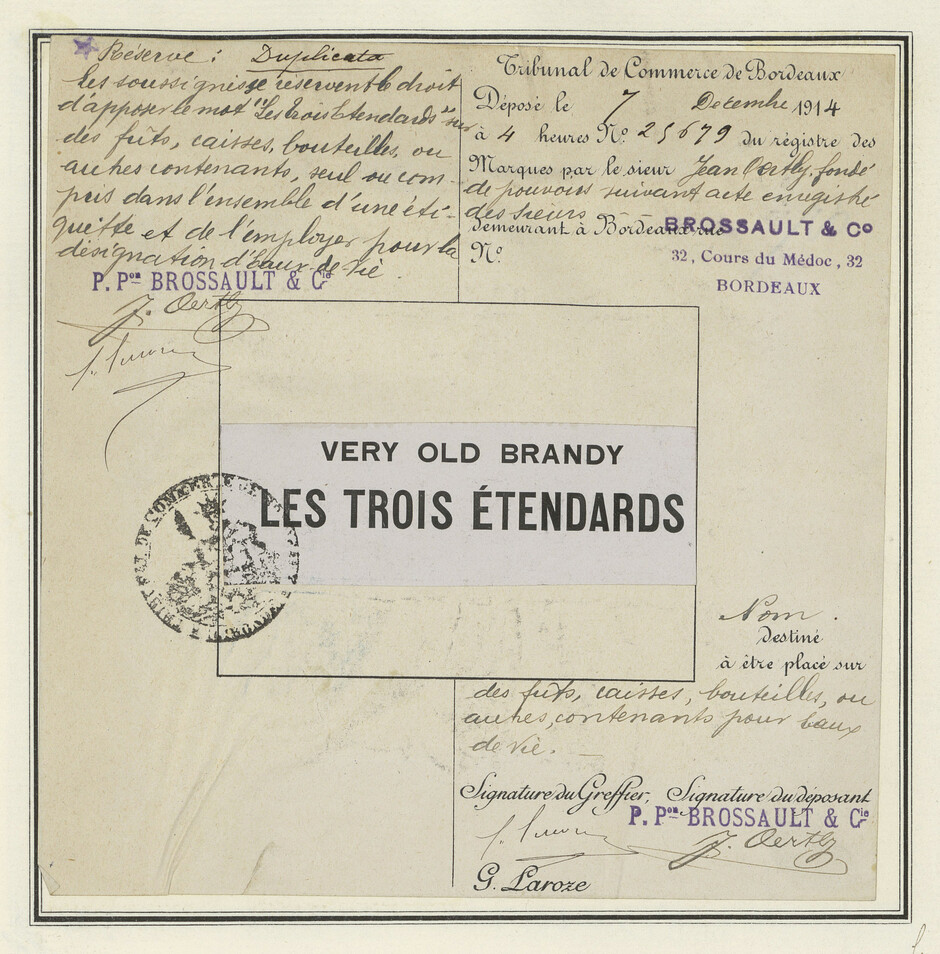 Réserve : Duplicata
Les soussignés se réservent le droit
d'apposer le mot "Les Trois Etendards" sur
des fûts, caisses, bouteilles, ou
autres contenants, seul ou com-
pris dans l'ensemble d'une éti-
quette et de l'employer pour la
désignation d'Eaux de Vie.
P. Pon BROSSAULT & Cie
J. Oertly
Tribunal de Commerce de Bordeaux
Déposé le 7 Decembre 1914
à 4 heures No. 25679 du régistre des
Marques par le sieur Jean Oertly, fondé
de pouvoirs suivant acte enregistré
des sieurs
demeurant à Bordeaux rue
BROSSAULT & Co
No.
32, Cours du Médoc, 32
BORDEAUX
VERY OLD BRANDY
LES TROIS ÉTENDARDS
Nom.
Destiné
à être placé sur
des futs, caisses, bouteilles, ou
autres, contenants pour Eaux
de Vie.
Signature du Greffier, Signature du déposant
P. Pon BROSSAULT & Cie
J. Oertly
G. Laroze